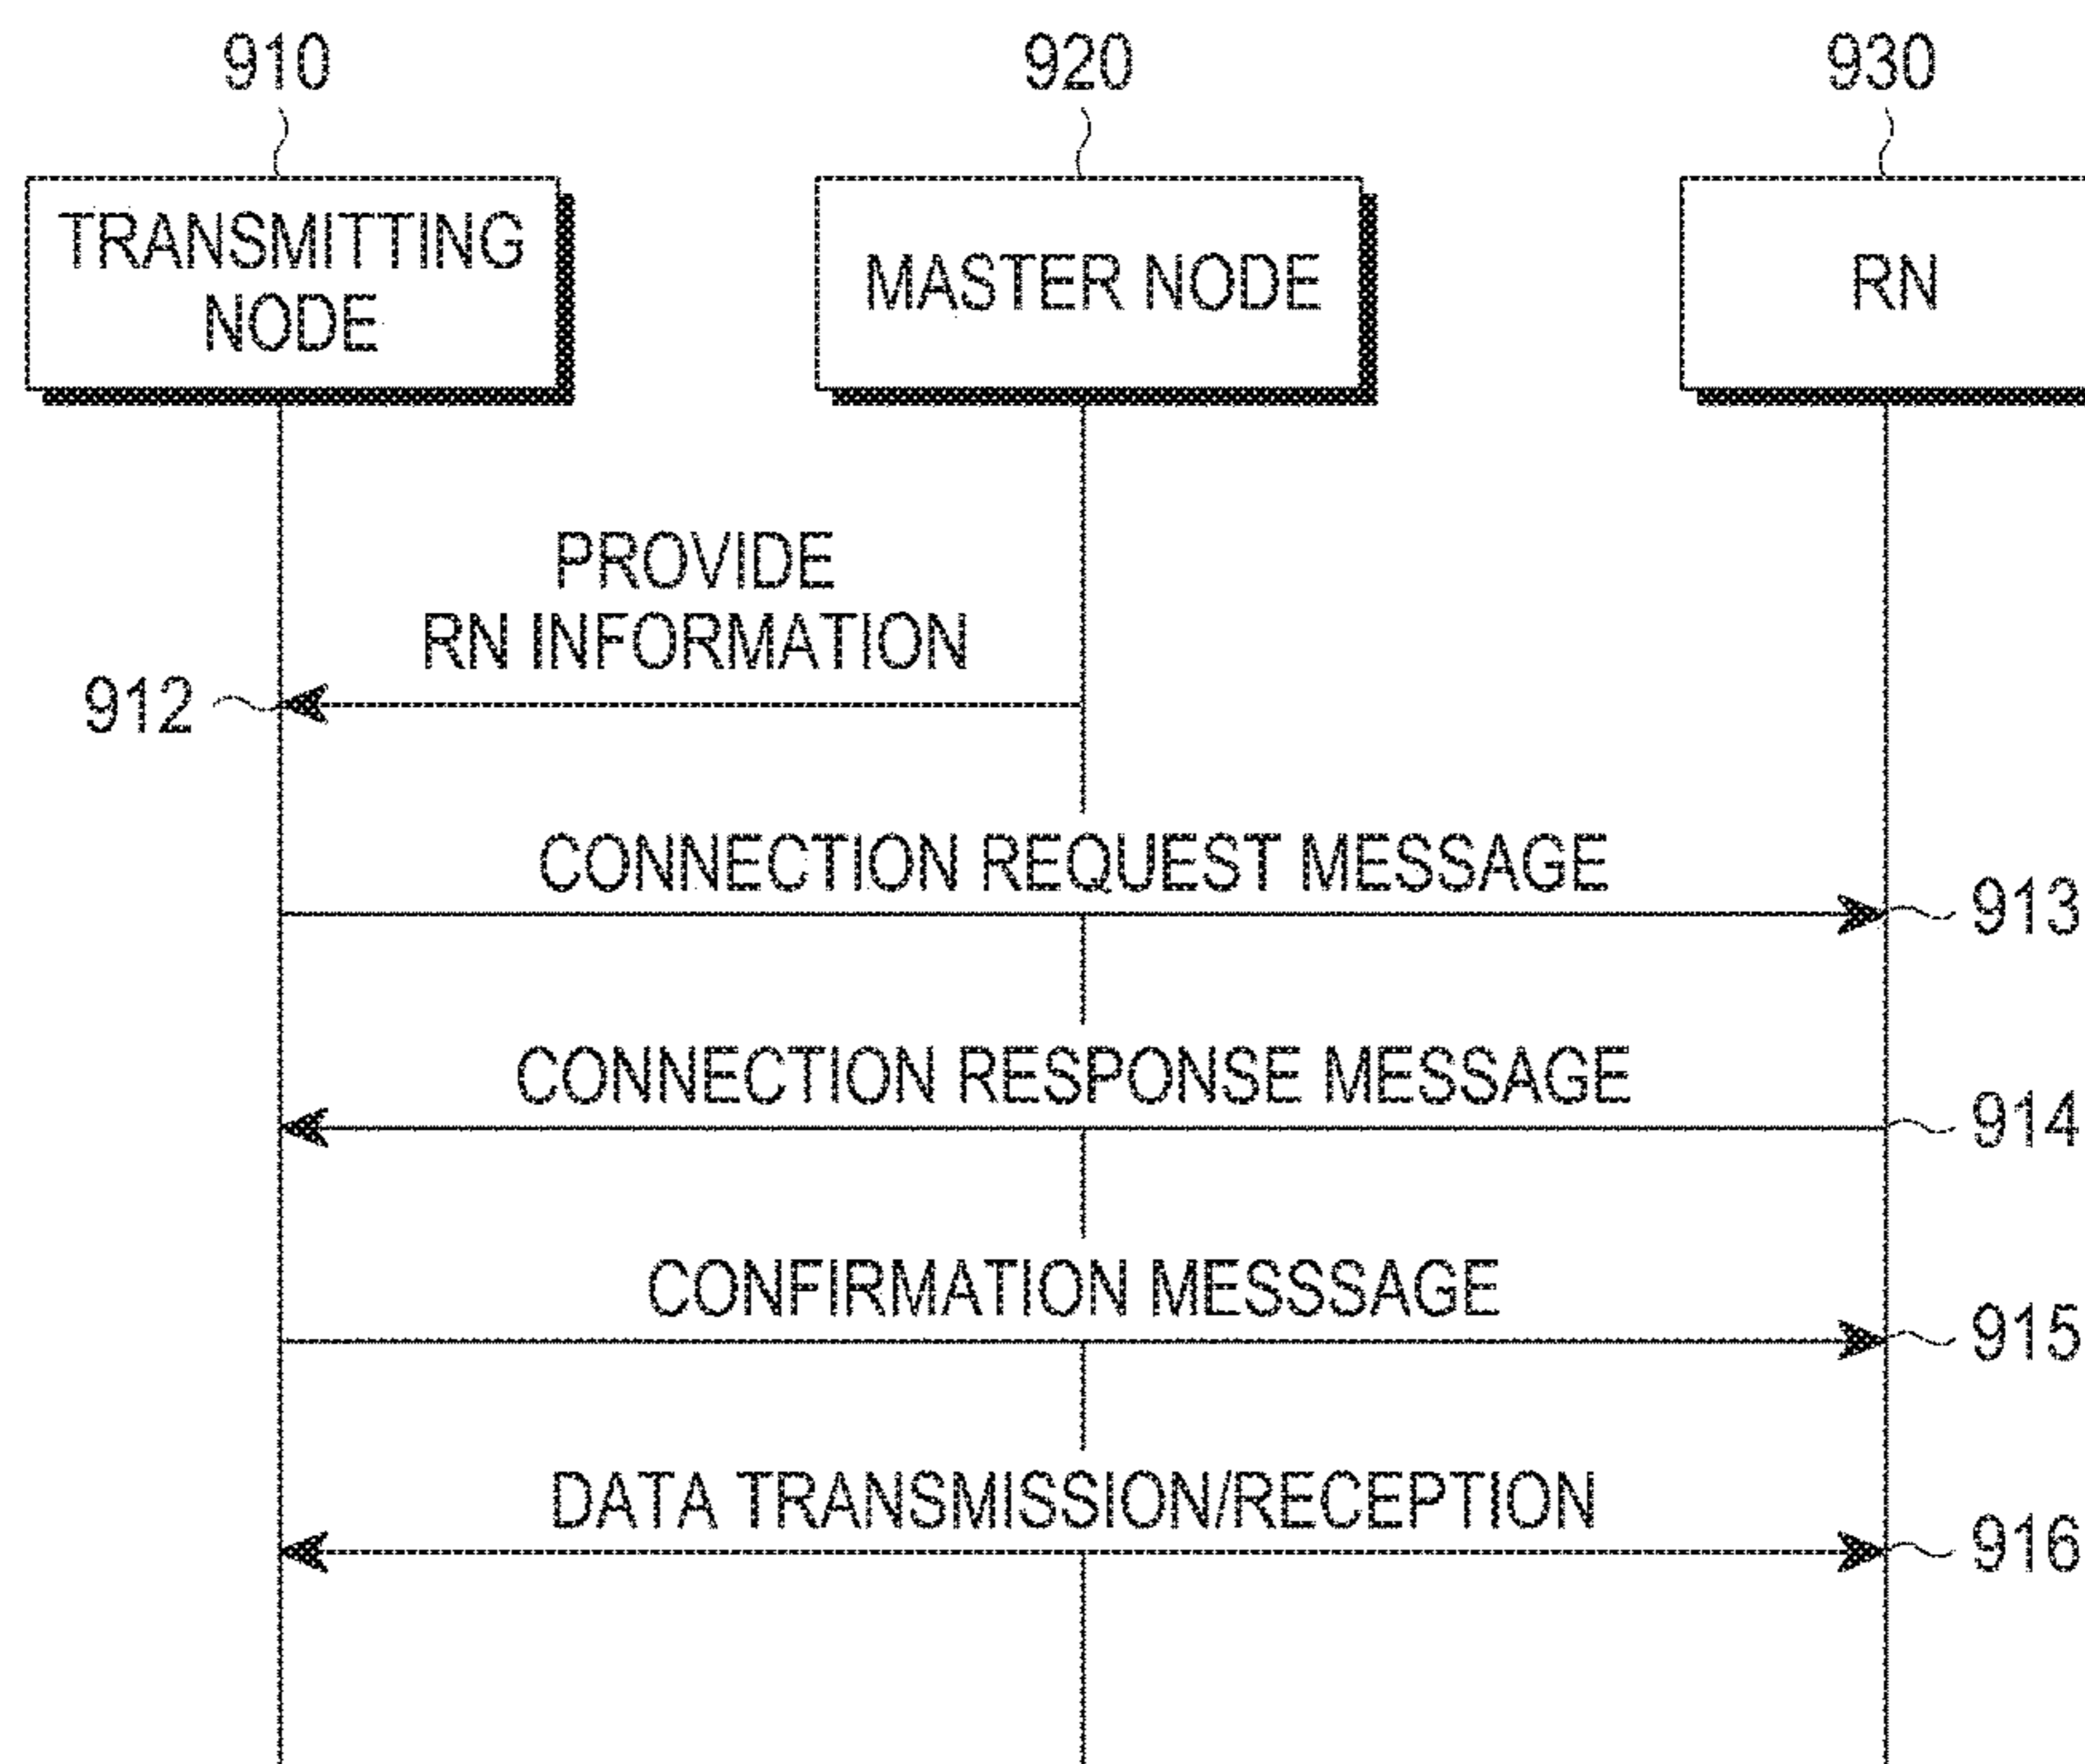 910
920
930
TRANSMITTING
NODE
MASTER NODE
RN
PROVIDE
RN INFORMATION
912
CONNECTION REQUEST MESSAGE
913
CONNECTION RESPONSE MESSAGE
914
CONFIRMATION MESSSAGE
915
DATA TRANSMISSION/RECEPTION
916